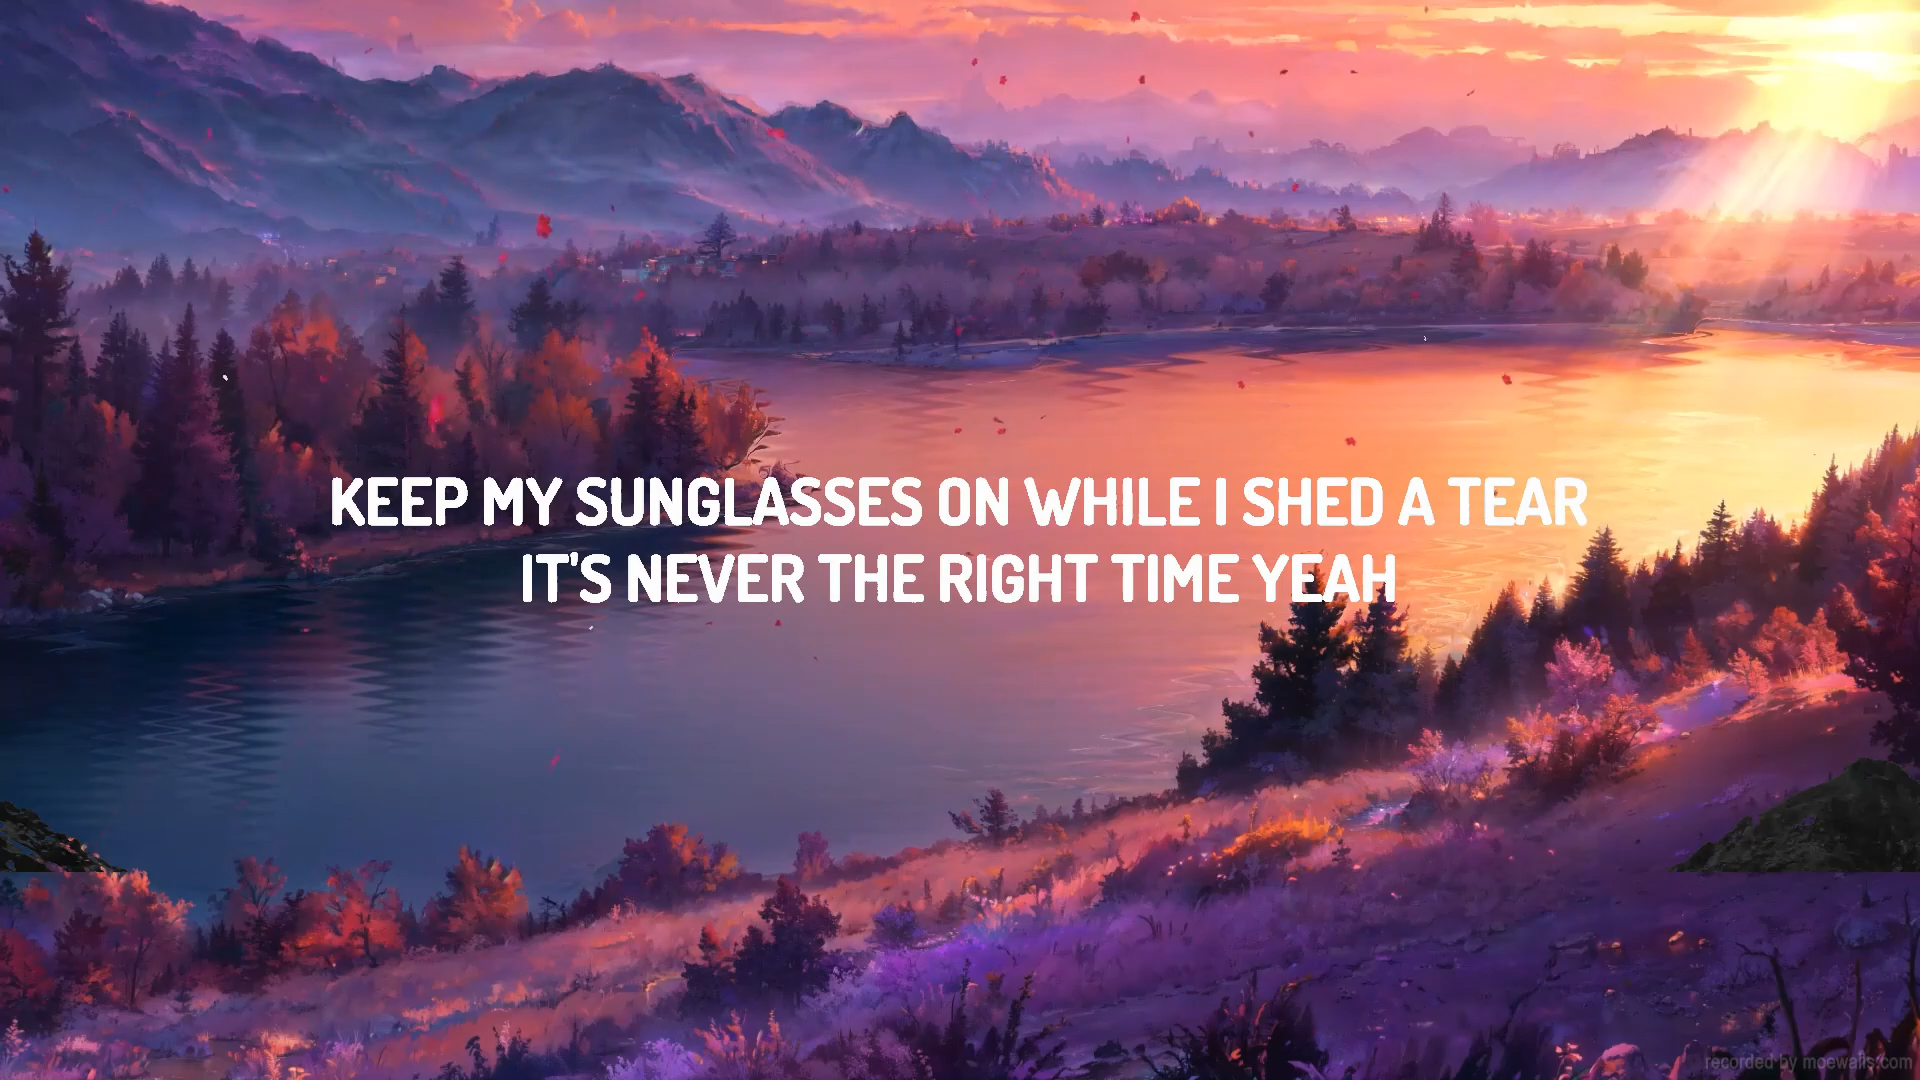 KEEP MY SUNGLASSES ON WHILE I SHED A TEAR
IT'S NEVER THE RIGHT TIME YEAH
recorded by moewalls.com